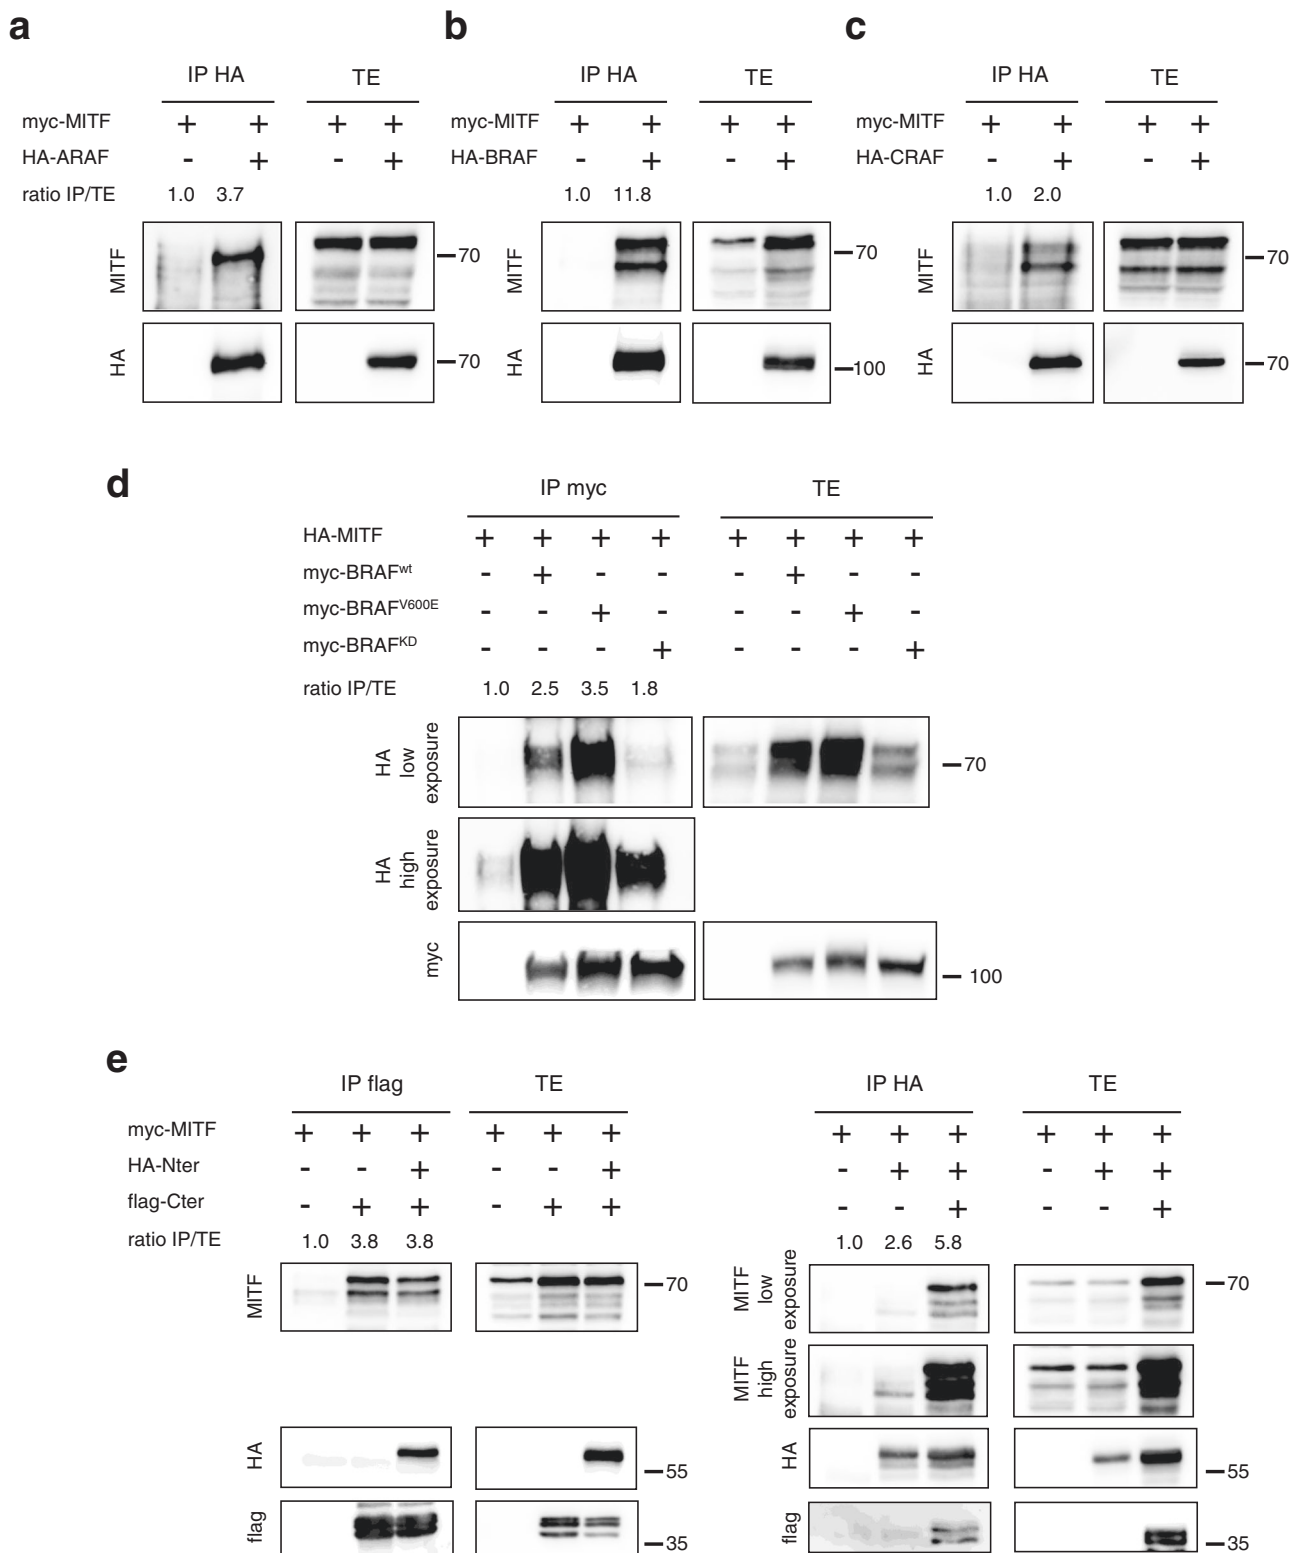 a
IP HA TE
myc-MITF + + + +
HA-ARAF - + - +
ratio IP/TE 1.0 3.7
MITF
70
HA
70
b
IP HA TE
myc-MITF + + + +
HA-BRAF - + - +
1.0 11.8
MITF
70
HA
100
c
IP HA TE
myc-MITF + + + +
HA-CRAF - + - +
1.0 2.0
MITF
70
HA
70
d
IP myc TE
HA-MITF + + + + + + + +
myc-BRAFwt - + - - - + - -
myc-BRAFV600E - - + - - - + -
myc-BRAFKD - - - + - - - +
ratio IP/TE 1.0 2.5 3.5 1.8
HA
low
exposure
70
HA
high
exposure
myc
100
e
IP flag TE
myc-MITF + + + + + +
HA-Nter - - + - - +
flag-Cter - + + - + +
ratio IP/TE 1.0 3.8 3.8
MITF
70
HA
55
flag
35
IP HA TE
+ + + + + +
- + + - + +
- - + - - +
1.0 2.6 5.8
MITF
low
exposure
70
MITF
high
exposure
HA
55
flag
35